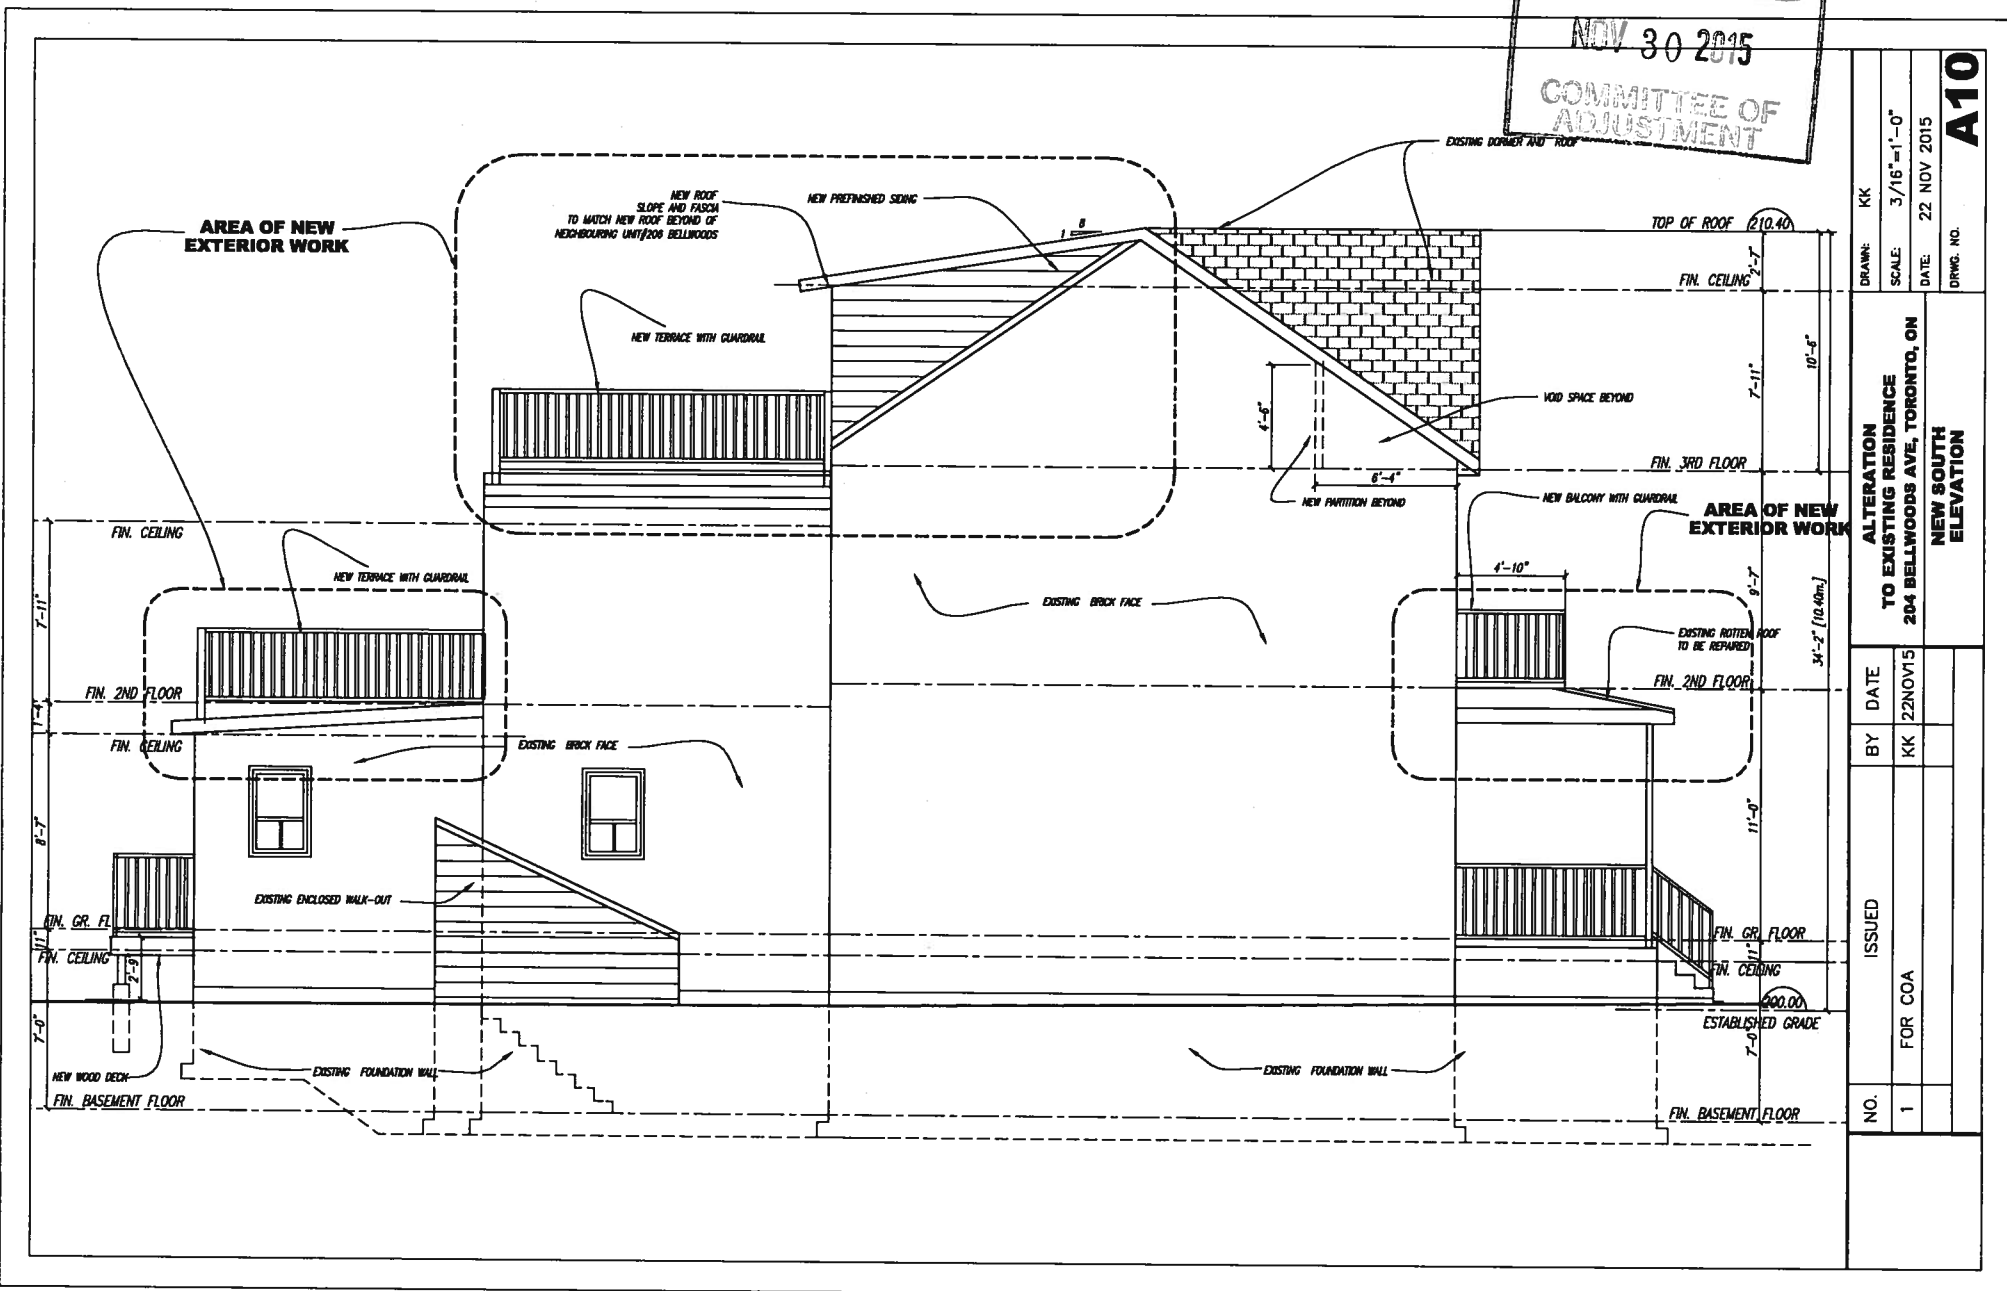 NOV 30 2015
COMMITTEE OF
ADJUSTMENT
EXISTING DORMER AND ROOF
AREA OF NEW
EXTERIOR WORK
NEW ROOF
SLOPE AND FASCIA
TO MATCH NEW ROOF BEYOND OF
NEIGHBOURING UNIT#206 BELLWOODS
NEW PREFINISHED SIDING
8
1
TOP OF ROOF
210.40
2'-7"
FIN. CEILING
NEW TERRACE WITH GUARDRAIL
7'-11"
10'-6"
4'-6"
VOID SPACE BEYOND
FIN. 3RD FLOOR
6'-4"
NEW PARTITION BEYOND
NEW BALCONY WITH GUARDRAIL
AREA OF NEW
EXTERIOR WORK
FIN. CEILING
NEW TERRACE WITH GUARDRAIL
7'-11"
4'-10"
9'-7"
EXISTING BRICK FACE
EXISTING ROTTEN ROOF
TO BE REPAIRED
34'-2" [10.40m.]
FIN. 2ND FLOOR
FIN. 2ND FLOOR
1'-4"
FIN. CEILING
EXISTING BRICK FACE
8'-7"
11'-0"
EXISTING ENCLOSED WALK-OUT
FIN. GR. FL
FIN. GR. FLOOR
11"
11"
FIN. CEILING
2'-9"
FIN. CEILING
200.00
ESTABLISHED GRADE
7'-0"
7'-0"
NEW WOOD DECK
EXISTING FOUNDATION WALL
EXISTING FOUNDATION WALL
FIN. BASEMENT FLOOR
FIN. BASEMENT FLOOR
DRAWN: KK
SCALE: 3/16"=1'-0"
DATE: 22 NOV 2015
DRWG. NO.
A10
ALTERATION
TO EXISTING RESIDENCE
204 BELLWOODS AVE, TORONTO, ON
NEW SOUTH
ELEVATION
NO. ISSUED BY DATE
1 FOR COA KK 22NOV15